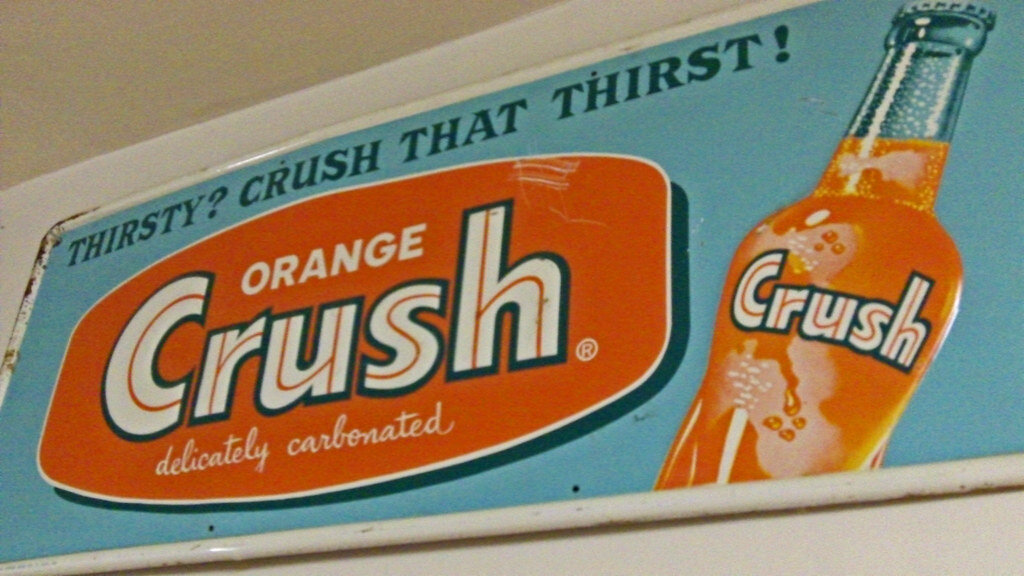 THIRSTY? CRUSH THAT THIRST!
ORANGE
Crush®
delicately carbonated
Crush